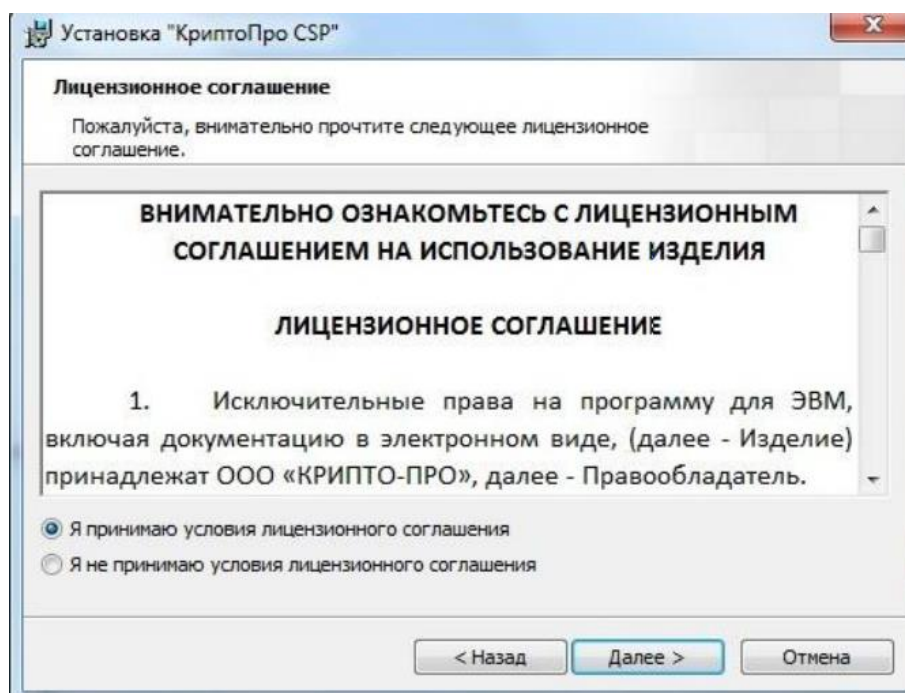 Установка "КриптоПро CSP"
Лицензионное соглашение
Пожалуйста, внимательно прочтите следующее лицензионное
соглашение.
ВНИМАТЕЛЬНО ОЗНАКОМЬТЕСЬ С ЛИЦЕНЗИОННЫМ
СОГЛАШЕНИЕМ НА ИСПОЛЬЗОВАНИЕ ИЗДЕЛИЯ
ЛИЦЕНЗИОННОЕ СОГЛАШЕНИЕ
1. Исключительные права на программу для ЭВМ,
включая документацию в электронном виде, (далее - Изделие)
принадлежат ООО «КРИПТО-ПРО», далее - Правообладатель.
Я принимаю условия лицензионного соглашения
Я не принимаю условия лицензионного соглашения
< Назад Далее > Отмена